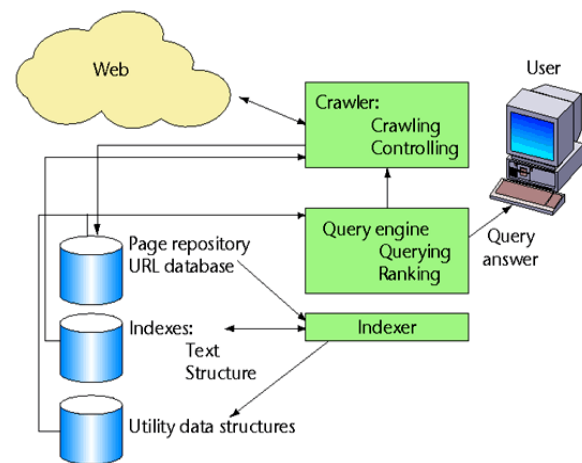 Web
User
Crawler:
Crawling
Controlling
Query engine
Querying
Ranking
Query
answer
Page repository
URL database
Indexes:
Text
Structure
Indexer
Utility data structures